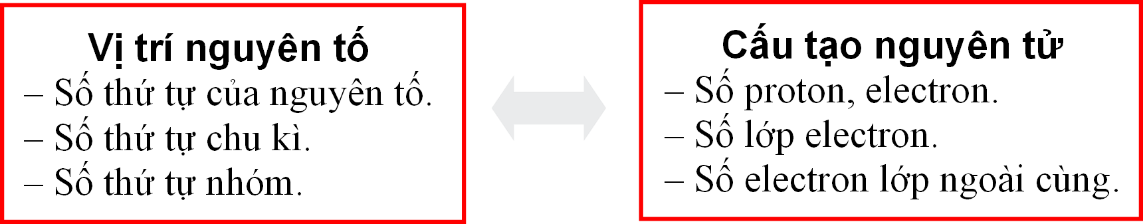 Vị trí nguyên tố
– Số thứ tự của nguyên tố.
– Số thứ tự chu kì.
– Số thứ tự nhóm.
Cấu tạo nguyên tử
– Số proton, electron.
– Số lớp electron.
– Số electron lớp ngoài cùng.